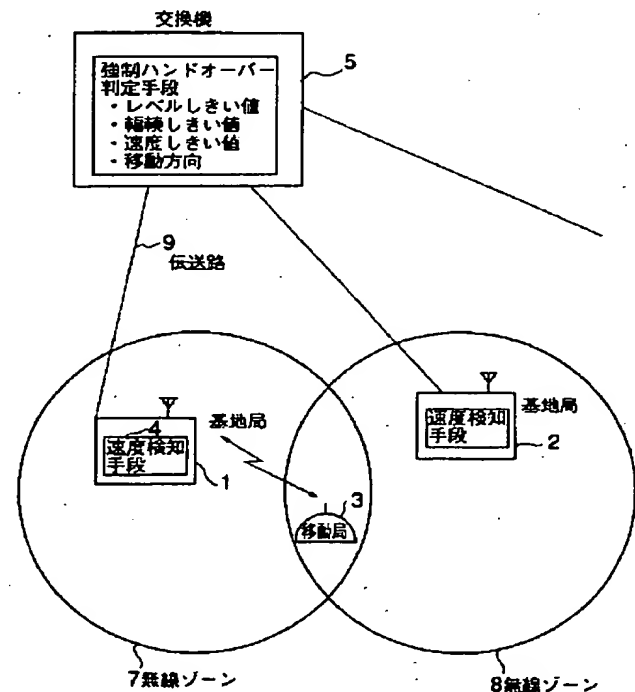 交換機
強制ハンドオーバー
判定手段
・レベルしきい値
・輻輳しきい値
・速度しきい値
・移動方向
5
9
伝送路
基地局
4
速度検知
手段
1
速度検知
手段
基地局
2
3
移動局
7無線ゾーン
8無線ゾーン